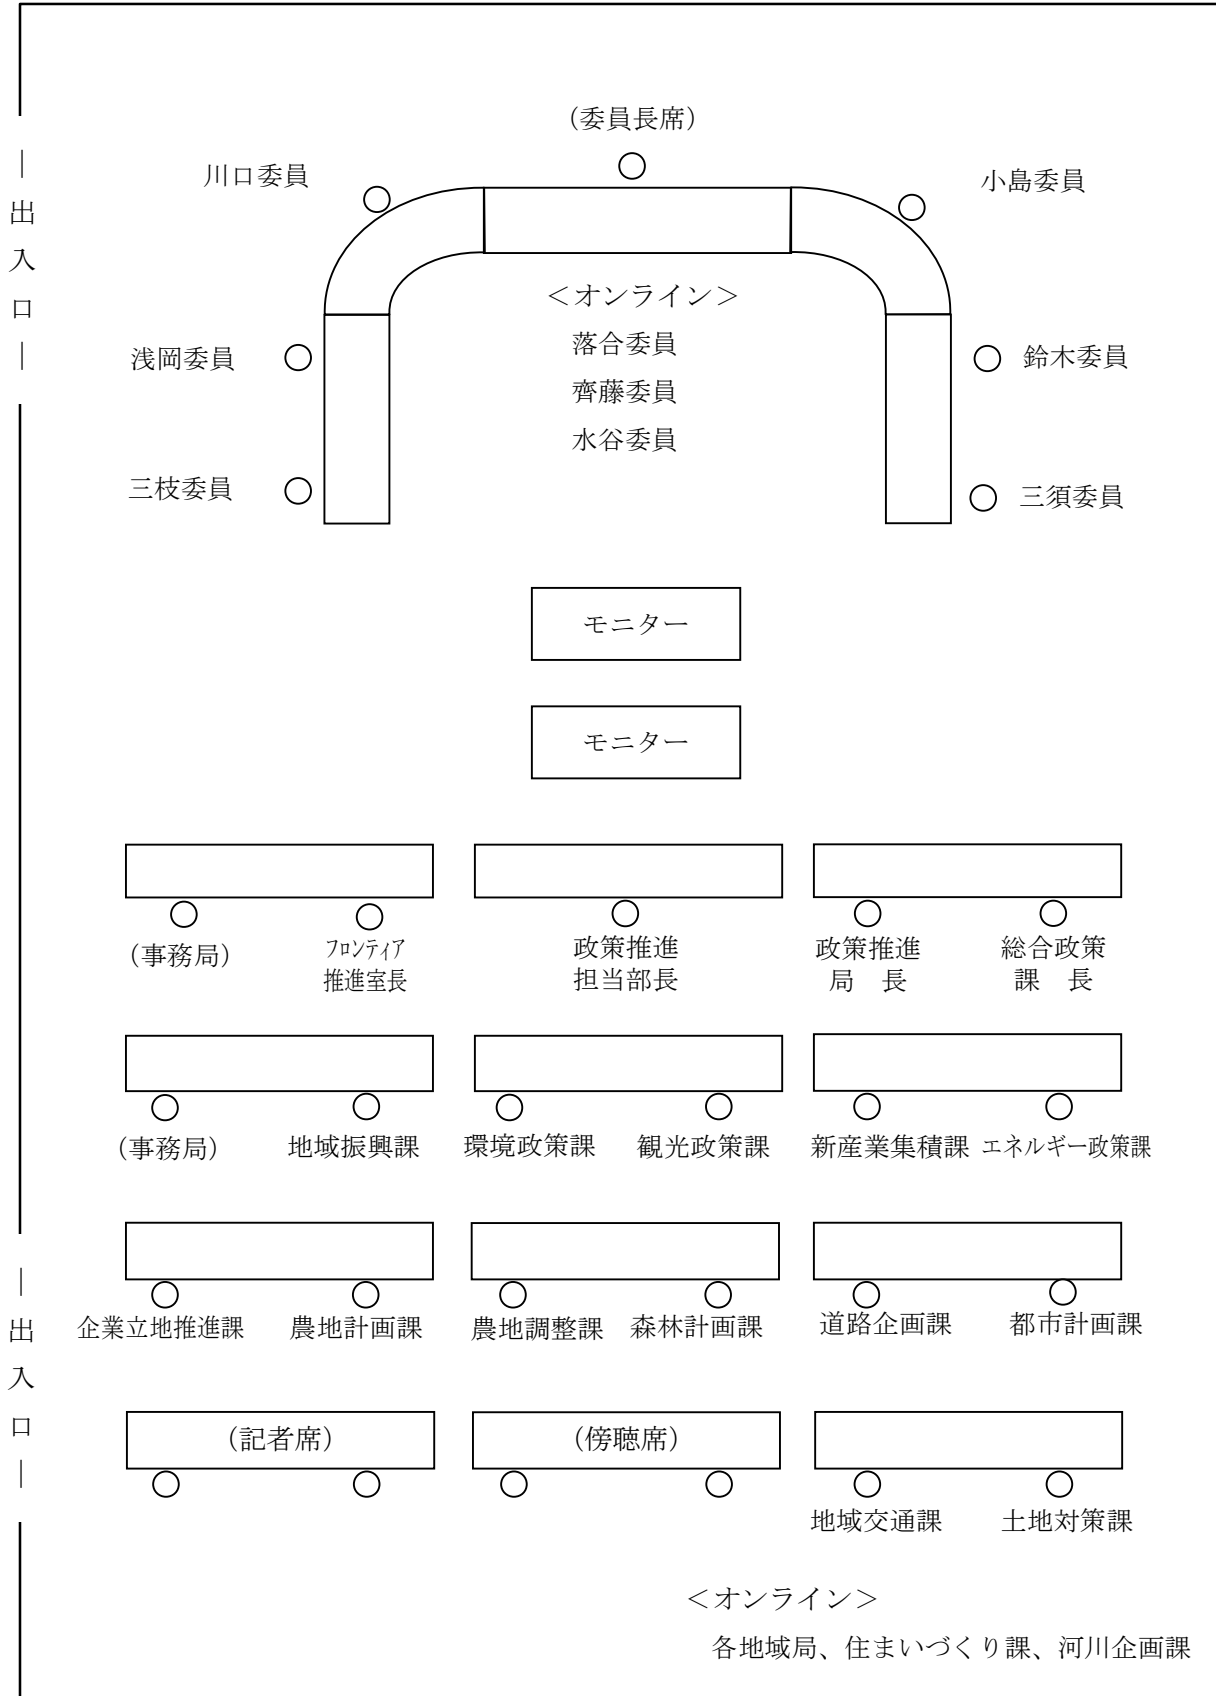 （委員長席）
川口委員
小島委員
｜出入口｜
＜オンライン＞
落合委員
齊藤委員
水谷委員
浅岡委員
鈴木委員
三枝委員
三須委員
モニター
モニター
（事務局）
フロンティア
推進室長
政策推進
担当部長
政策推進
局　長
総合政策
課　長
（事務局）
地域振興課
環境政策課
観光政策課
新産業集積課
エネルギー政策課
｜出入口｜
企業立地推進課
農地計画課
農地調整課
森林計画課
道路企画課
都市計画課
（記者席）
（傍聴席）
地域交通課
土地対策課
＜オンライン＞
各地域局、住まいづくり課、河川企画課